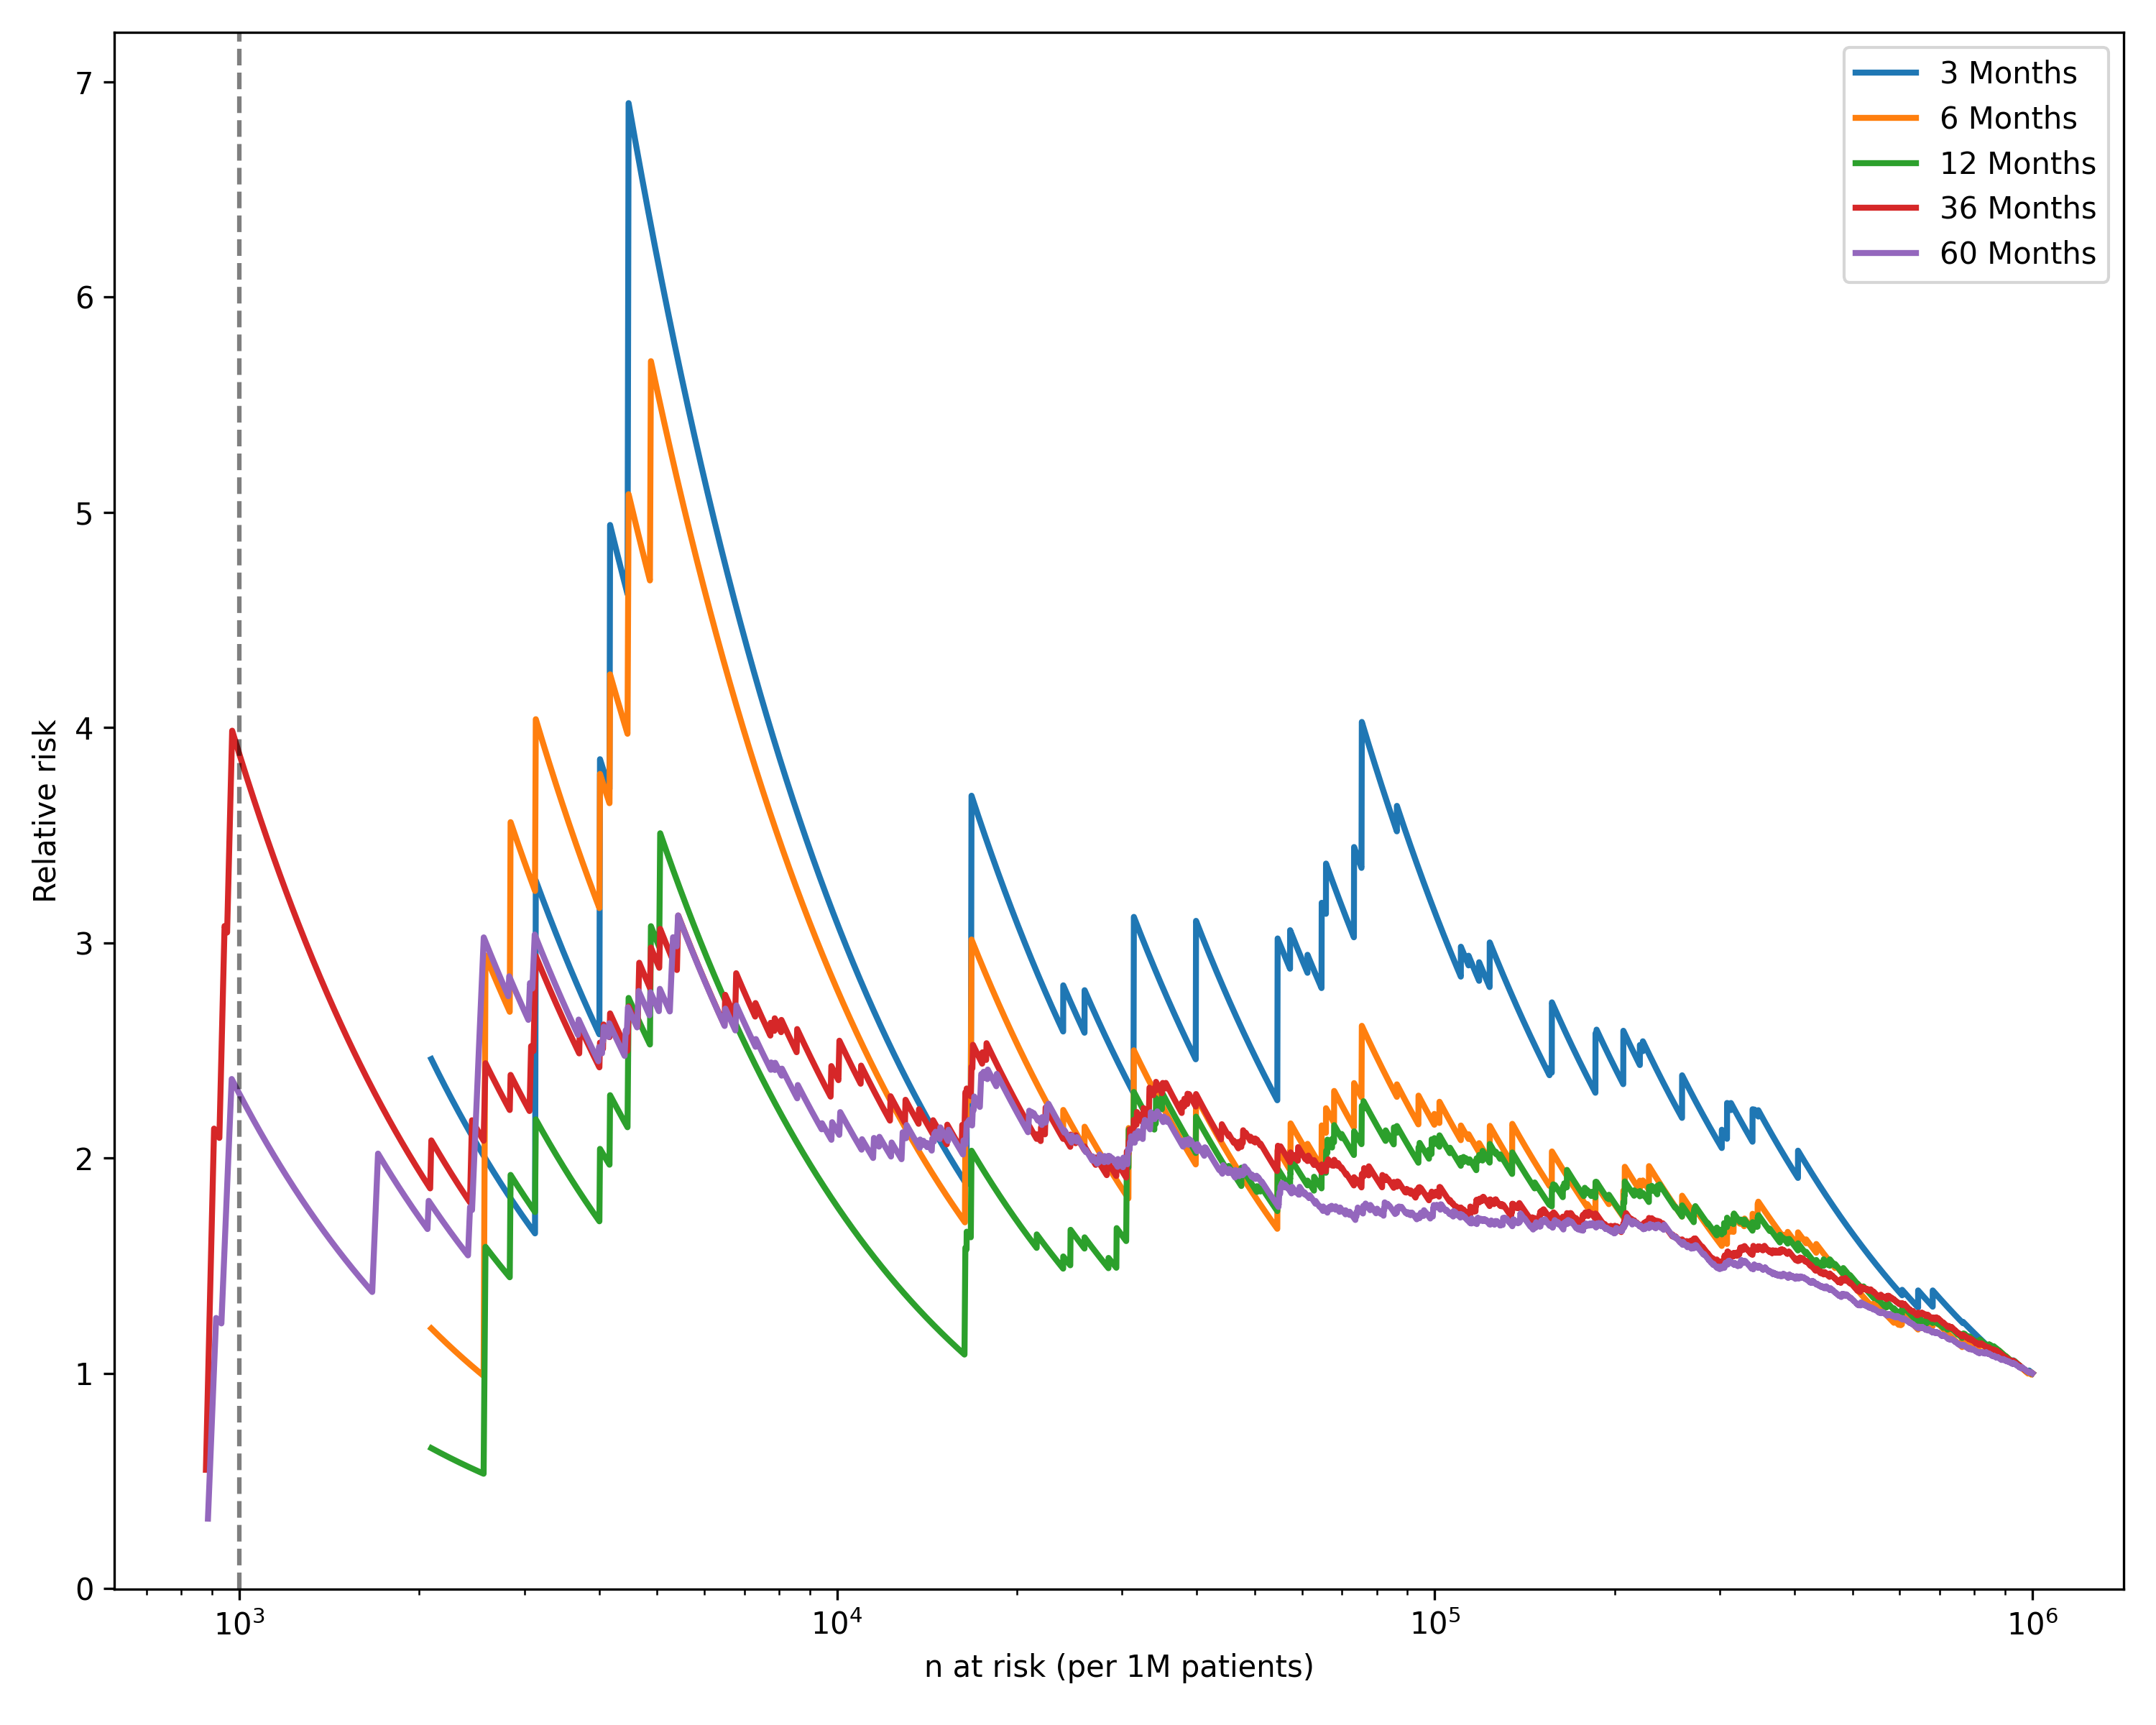 7
6
5
4
3
2
1
0
Relative risk
3 Months
6 Months
12 Months
36 Months
60 Months
10³ 10⁴ 10⁵ 10⁶
n at risk (per 1M patients)